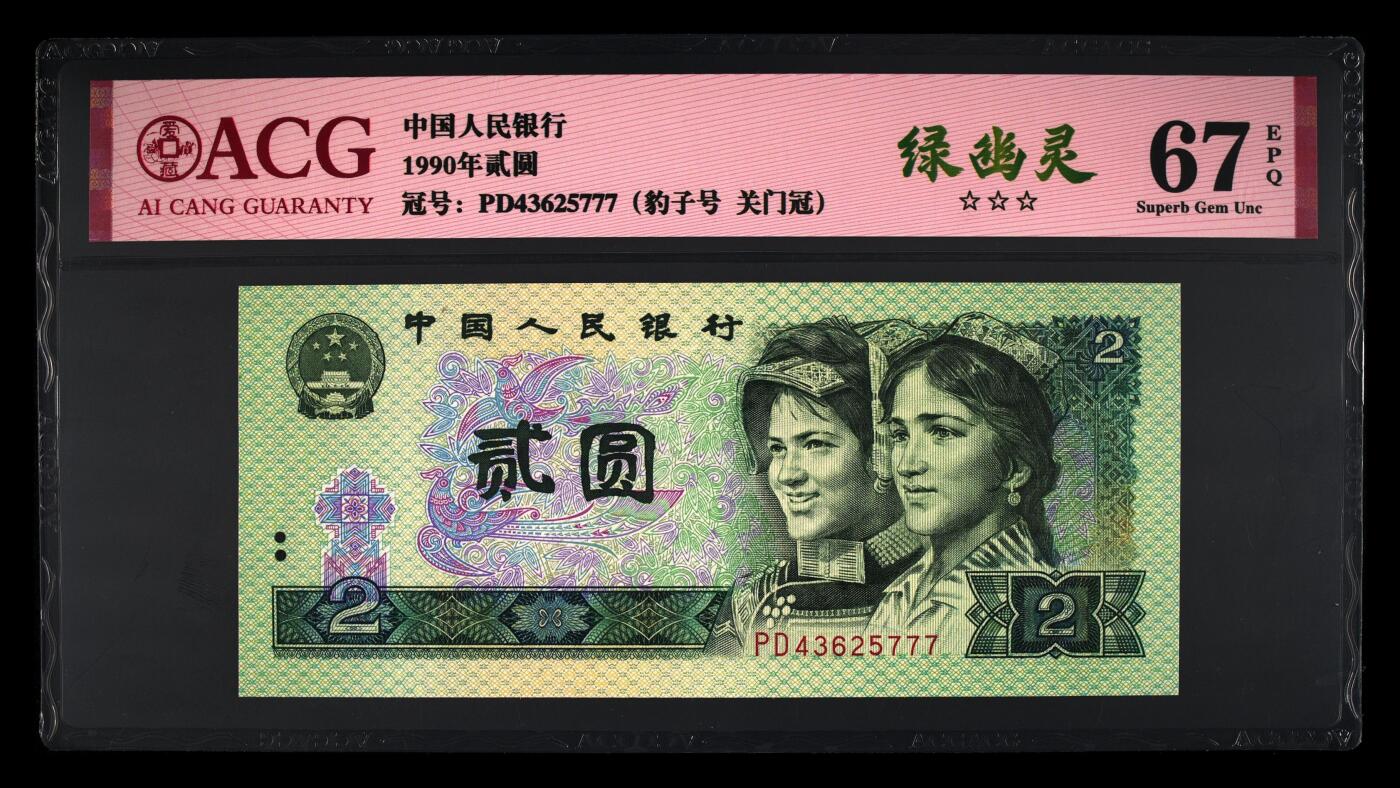 ACG
AI CANG GUARANTY
中国人民银行
1990年贰圆
冠号：PD43625777（豹子号 关门冠）
绿幽灵
☆☆☆
67
EPQ
Superb Gem Unc
中国人民银行
2
贰圆
2
2
PD43625777